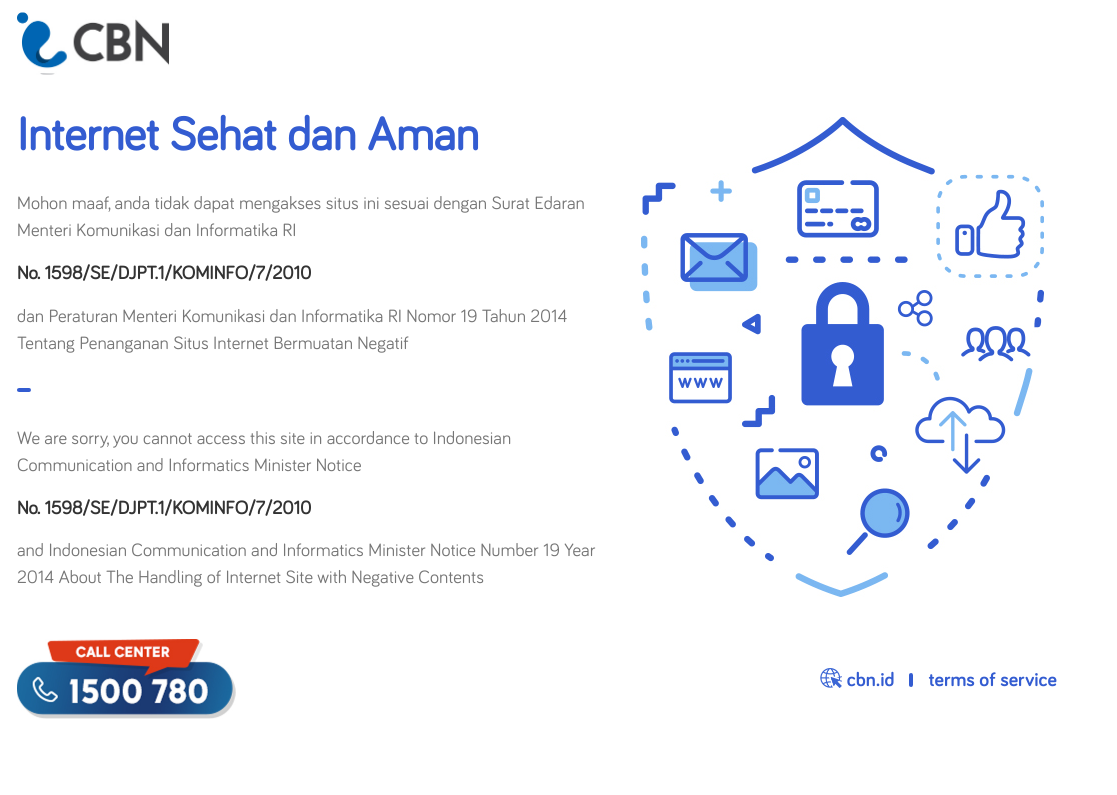 CBN
Internet Sehat dan Aman
Mohon maaf, anda tidak dapat mengakses situs ini sesuai dengan Surat Edaran
Menteri Komunikasi dan Informatika RI
No. 1598/SE/DJPT.1/KOMINFO/7/2010
dan Peraturan Menteri Komunikasi dan Informatika RI Nomor 19 Tahun 2014
Tentang Penanganan Situs Internet Bermuatan Negatif
We are sorry, you cannot access this site in accordance to Indonesian
Communication and Informatics Minister Notice
No. 1598/SE/DJPT.1/KOMINFO/7/2010
and Indonesian Communication and Informatics Minister Notice Number 19 Year
2014 About The Handling of Internet Site with Negative Contents
WWW
CALL CENTER
1500 780
cbn.id | terms of service